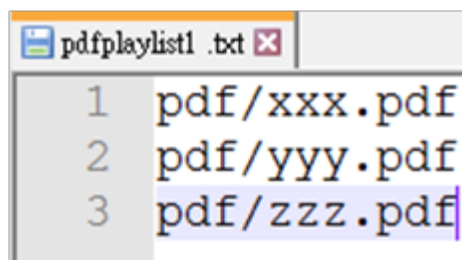 pdfplaylist1 .txt
1 pdf/xxx.pdf
2 pdf/yyy.pdf
3 pdf/zzz.pdf